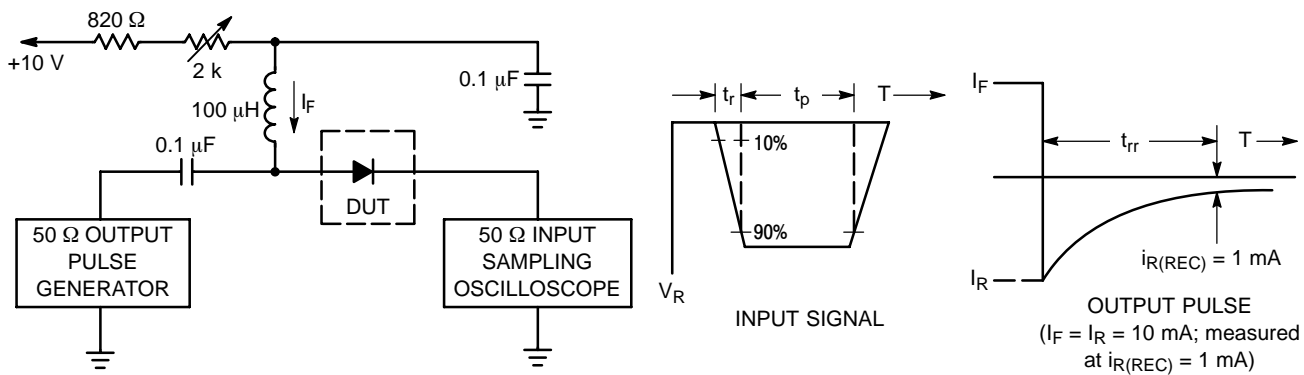 820 Ω
+10 V
2 k
0.1 μF
100 μH
I_F
0.1 μF
DUT
50 Ω OUTPUT
PULSE
GENERATOR
50 Ω INPUT
SAMPLING
OSCILLOSCOPE
t_r
t_p
T
10%
90%
V_R
INPUT SIGNAL
I_F
t_rr
T
i_R(REC) = 1 mA
I_R
OUTPUT PULSE
(I_F = I_R = 10 mA; measured
at i_R(REC) = 1 mA)